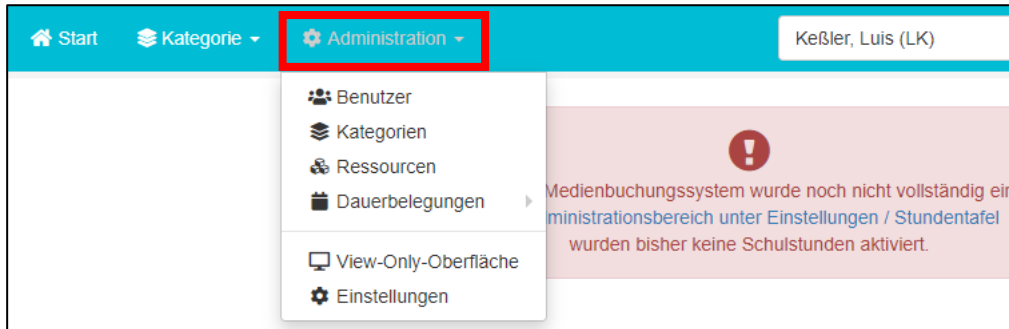 Start
Kategorie
Administration
Keßler, Luis (LK)
Benutzer
Kategorien
Ressourcen
Dauerbelegungen
View-Only-Oberfläche
Einstellungen
Medienbuchungssystem wurde noch nicht vollständig
ministrationsbereich unter Einstellungen / Stundentafel
wurden bisher keine Schulstunden aktiviert.